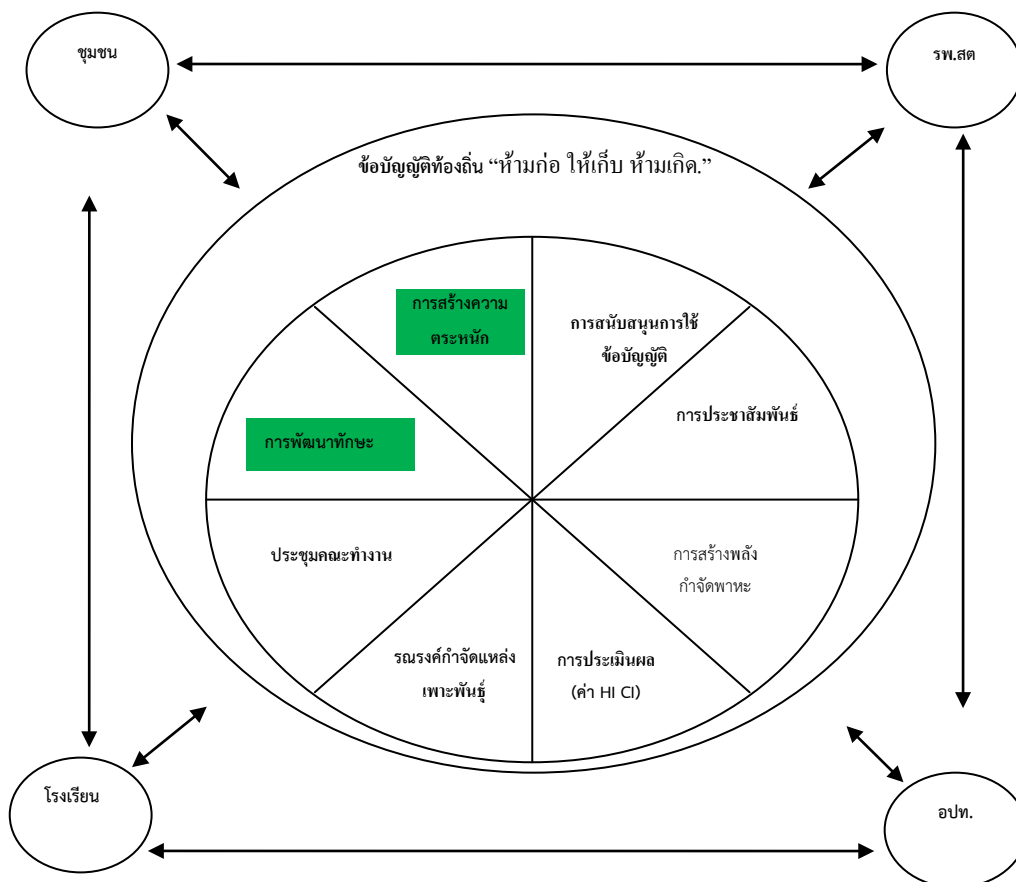 ชุมชน
รพ.สต
ข้อบัญญัติท้องถิ่น “ห้ามก่อ ให้เก็บ ห้ามเกิด.”
การสร้างความ
ตระหนัก
การสนับสนุนการใช้
ข้อบัญญัติ
การประชาสัมพันธ์
การพัฒนาทักษะ
ประชุมคณะทำงาน
การสร้างพลัง
กำจัดพาหะ
รณรงค์กำจัดแหล่ง
เพาะพันธุ์
การประเมินผล
(ค่า HI CI)
โรงเรียน
อปท.